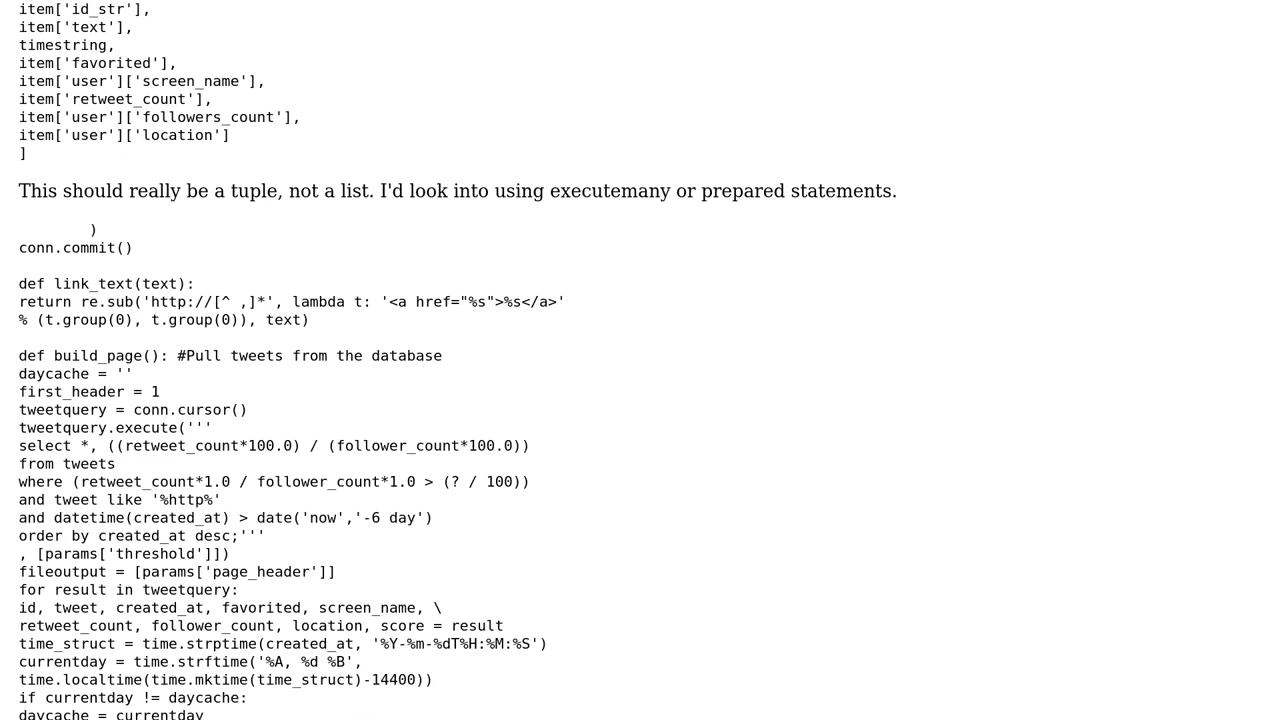 item['id_str'],
item['text'],
timestring,
item['favorited'],
item['user']['screen_name'],
item['retweet_count'],
item['user']['followers_count'],
item['user']['location']
]
This should really be a tuple, not a list. I'd look into using executemany or prepared statements.
)
conn.commit()
def link_text(text):
return re.sub('http://[^ ,]*', lambda t: '<a href="%s">%s</a>'
% (t.group(0), t.group(0)), text)
def build_page(): #Pull tweets from the database
daycache = ''
first_header = 1
tweetquery = conn.cursor()
tweetquery.execute('''
select *, ((retweet_count*100.0) / (follower_count*100.0))
from tweets
where (retweet_count*1.0 / follower_count*1.0 > (? / 100))
and tweet like '%http%'
and datetime(created_at) > date('now','-6 day')
order by created_at desc;'''
, [params['threshold']])
fileoutput = [params['page_header']]
for result in tweetquery:
id, tweet, created_at, favorited, screen_name, \
retweet_count, follower_count, location, score = result
time_struct = time.strptime(created_at, '%Y-%m-%dT%H:%M:%S')
currentday = time.strftime('%A, %d %B',
time.localtime(time.mktime(time_struct)-14400))
if currentday != daycache:
daycache = currentday